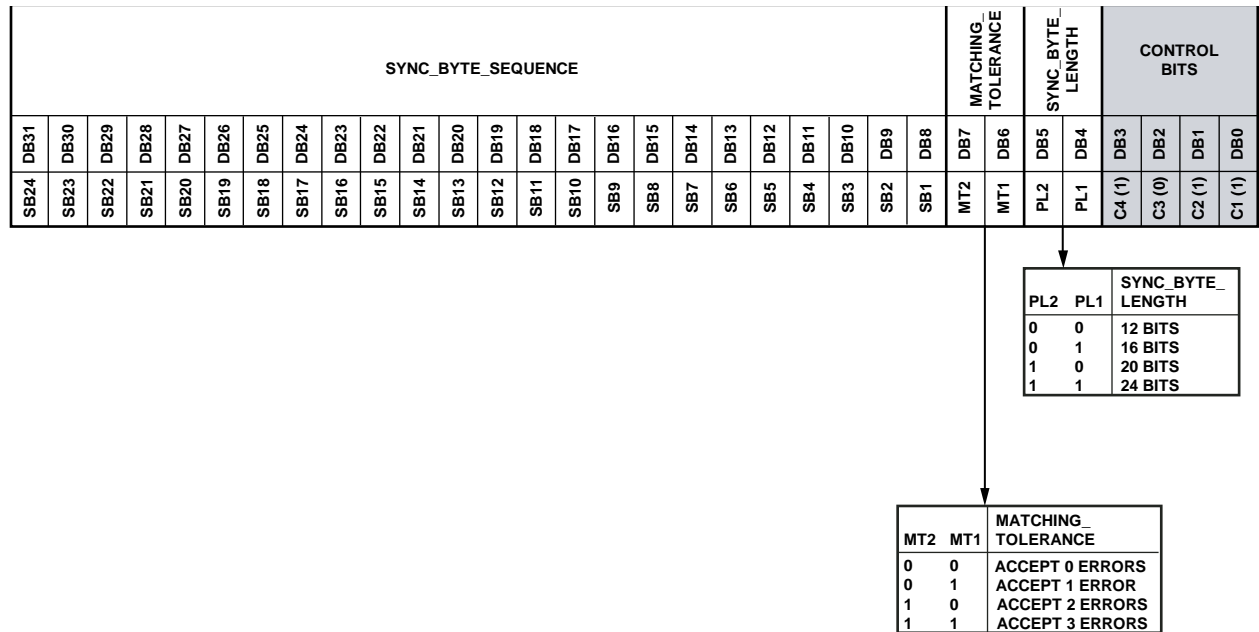 SYNC_BYTE_SEQUENCE
MATCHING_
TOLERANCE
SYNC_BYTE_
LENGTH
CONTROL
BITS
DB31 DB30 DB29 DB28 DB27 DB26 DB25 DB24 DB23 DB22 DB21 DB20 DB19 DB18 DB17 DB16 DB15 DB14 DB13 DB12 DB11 DB10 DB9 DB8 DB7 DB6 DB5 DB4 DB3 DB2 DB1 DB0
SB24 SB23 SB22 SB21 SB20 SB19 SB18 SB17 SB16 SB15 SB14 SB13 SB12 SB11 SB10 SB9 SB8 SB7 SB6 SB5 SB4 SB3 SB2 SB1 MT2 MT1 PL2 PL1 C4 (1) C3 (0) C2 (1) C1 (1)
PL2 PL1 SYNC_BYTE_
LENGTH
0 0 12 BITS
0 1 16 BITS
1 0 20 BITS
1 1 24 BITS
MT2 MT1 MATCHING_
TOLERANCE
0 0 ACCEPT 0 ERRORS
0 1 ACCEPT 1 ERROR
1 0 ACCEPT 2 ERRORS
1 1 ACCEPT 3 ERRORS